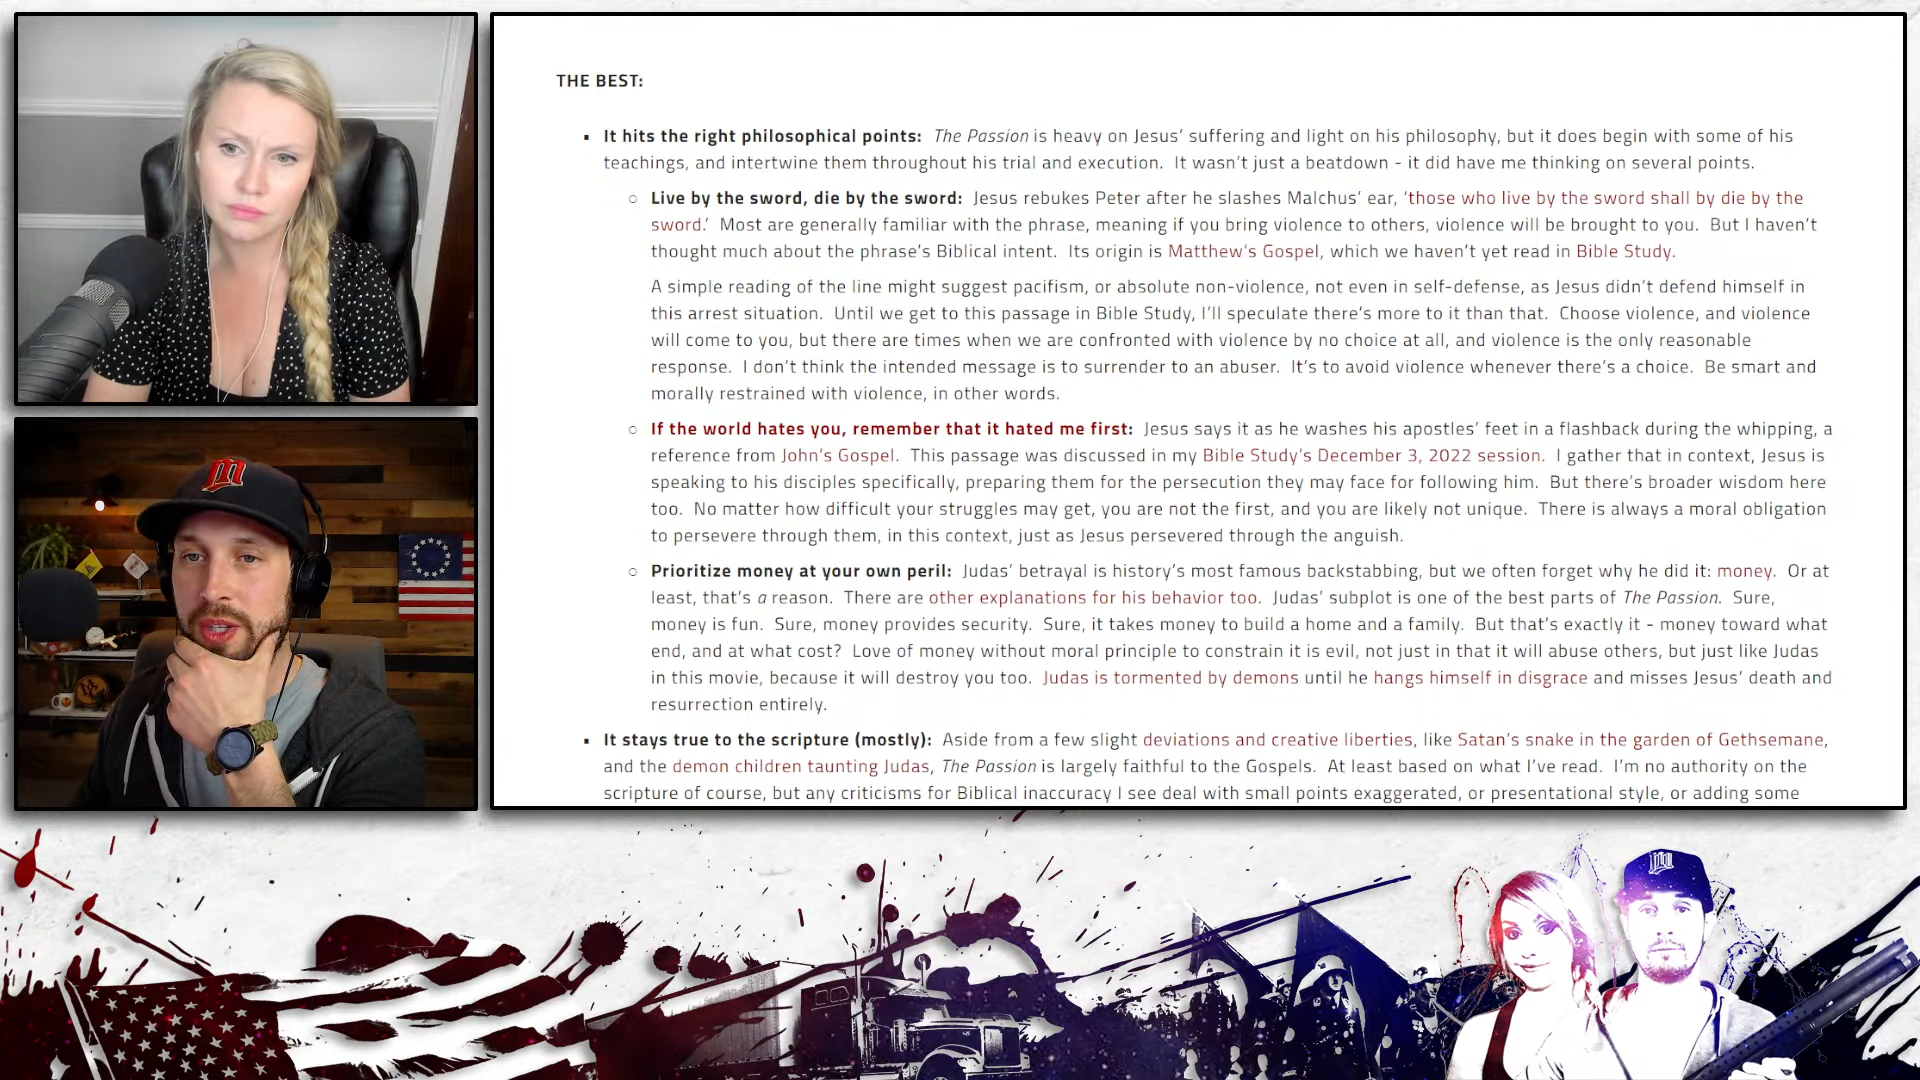 THE BEST:
▪ It hits the right philosophical points: The Passion is heavy on Jesus’ suffering and light on his philosophy, but it does begin with some of his
teachings, and intertwine them throughout his trial and execution. It wasn’t just a beatdown - it did have me thinking on several points.
○ Live by the sword, die by the sword: Jesus rebukes Peter after he slashes Malchus’ ear, ‘those who live by the sword shall by die by the
sword.’ Most are generally familiar with the phrase, meaning if you bring violence to others, violence will be brought to you. But I haven’t
thought much about the phrase’s Biblical intent. Its origin is Matthew’s Gospel, which we haven’t yet read in Bible Study.
A simple reading of the line might suggest pacifism, or absolute non-violence, not even in self-defense, as Jesus didn’t defend himself in
this arrest situation. Until we get to this passage in Bible Study, I’ll speculate there’s more to it than that. Choose violence, and violence
will come to you, but there are times when we are confronted with violence by no choice at all, and violence is the only reasonable
response. I don’t think the intended message is to surrender to an abuser. It’s to avoid violence whenever there’s a choice. Be smart and
morally restrained with violence, in other words.
○ If the world hates you, remember that it hated me first: Jesus says it as he washes his apostles’ feet in a flashback during the whipping, a
reference from John’s Gospel. This passage was discussed in my Bible Study’s December 3, 2022 session. I gather that in context, Jesus is
speaking to his disciples specifically, preparing them for the persecution they may face for following him. But there’s broader wisdom here
too. No matter how difficult your struggles may get, you are not the first, and you are likely not unique. There is always a moral obligation
to persevere through them, in this context, just as Jesus persevered through the anguish.
○ Prioritize money at your own peril: Judas’ betrayal is history’s most famous backstabbing, but we often forget why he did it: money. Or at
least, that’s a reason. There are other explanations for his behavior too. Judas’ subplot is one of the best parts of The Passion. Sure,
money is fun. Sure, money provides security. Sure, it takes money to build a home and a family. But that’s exactly it - money toward what
end, and at what cost? Love of money without moral principle to constrain it is evil, not just in that it will abuse others, but just like Judas
in this movie, because it will destroy you too. Judas is tormented by demons until he hangs himself in disgrace and misses Jesus’ death and
resurrection entirely.
▪ It stays true to the scripture (mostly): Aside from a few slight deviations and creative liberties, like Satan’s snake in the garden of Gethsemane,
and the demon children taunting Judas, The Passion is largely faithful to the Gospels. At least based on what I’ve read. I’m no authority on the
scripture of course, but any criticisms for Biblical inaccuracy I see deal with small points exaggerated, or presentational style, or adding some